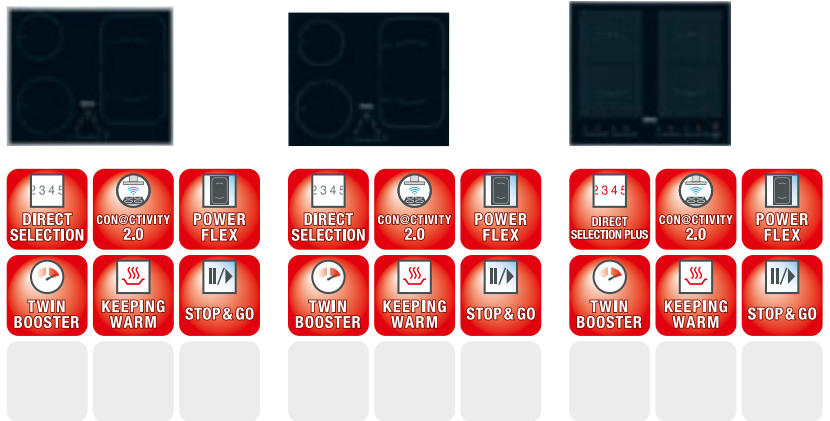 2345
DIRECT
SELECTION
CON@CTIVITY
2.0
POWER
FLEX
2345
DIRECT
SELECTION
CON@CTIVITY
2.0
POWER
FLEX
2345
DIRECT
SELECTION PLUS
CON@CTIVITY
2.0
POWER
FLEX
TWIN
BOOSTER
KEEPING
WARM
STOP & GO
TWIN
BOOSTER
KEEPING
WARM
STOP & GO
TWIN
BOOSTER
KEEPING
WARM
STOP & GO